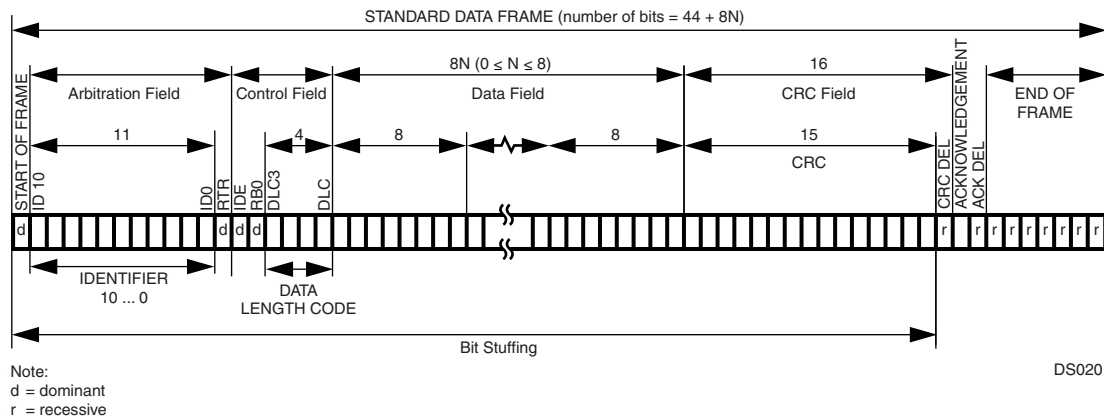 STANDARD DATA FRAME (number of bits = 44 + 8N)
8N (0 ≤ N ≤ 8)
16
Arbitration Field
Control Field
Data Field
CRC Field
END OF
FRAME
11
4
8
8
15
CRC
START OF FRAME
ID 10
ID0
RTR
IDE
RB0
DLC3
DLC
CRC DEL
ACKNOWLEDGEMENT
ACK DEL
d d d d r r r r r r r r r
IDENTIFIER
10 ... 0
DATA
LENGTH CODE
Bit Stuffing
Note:
d = dominant
r = recessive
DS020